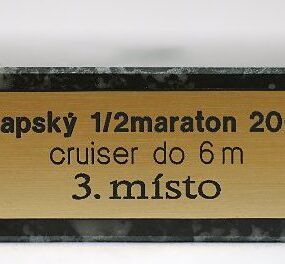 apský 1/2maraton 20
cruiser do 6 m
3. místo